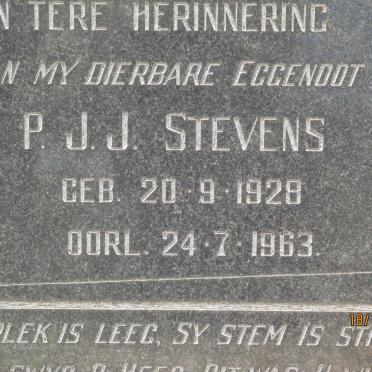 N TERE HERINNERING
N MY DIERBARE EGGENOOT
P. J. J. STEVENS
GEB. 20·9·1928
OORL. 24·7·1963.
PLEK IS LEEG, SY STEM IS
18/